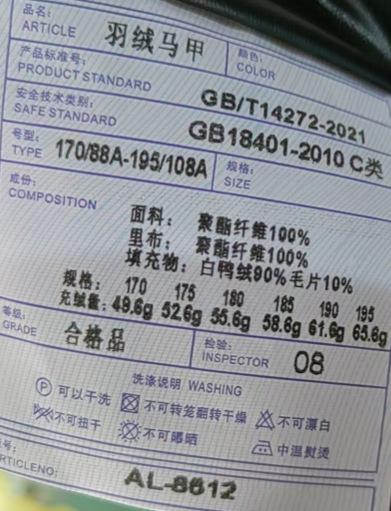 品名:
ARTICLE 羽绒马甲 颜色:
COLOR
产品标准号:
PRODUCT STANDARD GB/T14272-2021
安全技术类别:
SAFE STANDARD GB18401-2010 C类
号型:
TYPE 170/88A-195/108A 规格:
SIZE
成份:
COMPOSITION
面料: 聚酯纤维100%
里布: 聚酯纤维100%
填充物: 白鸭绒90%毛片10%
规格: 170 175 180 185 190 195
充绒量: 49.6g 52.6g 55.6g 58.6g 61.6g 65.6g
等级:
GRADE 合格品 检验:
INSPECTOR 08
洗涤说明 WASHING
P 可以干洗 不可转笼翻转干燥 不可漂白
不可扭干 不可曝晒 中温熨烫
号:
RTICLENO: AL-8612